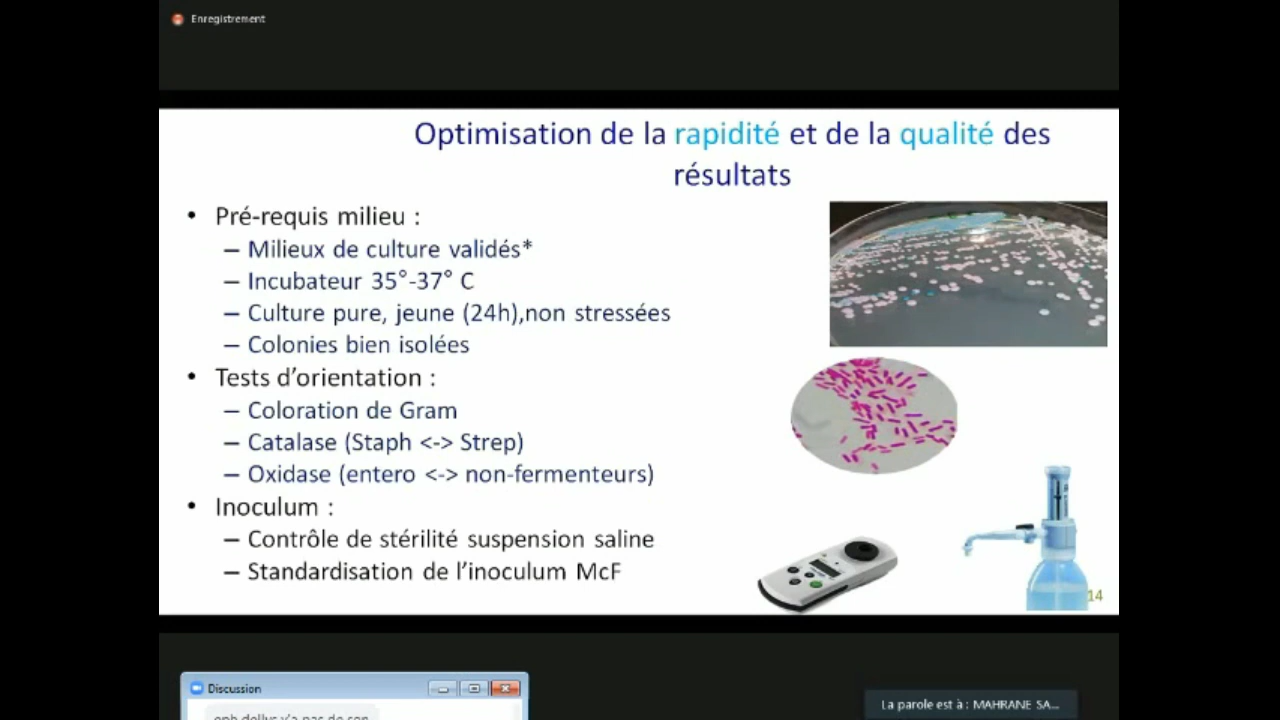 Enregistrement
Optimisation de la rapidité et de la qualité des
résultats
• Pré-requis milieu :
– Milieux de culture validés*
– Incubateur 35°-37° C
– Culture pure, jeune (24h),non stressées
– Colonies bien isolées
• Tests d’orientation :
– Coloration de Gram
– Catalase (Staph <-> Strep)
– Oxidase (entero <-> non-fermenteurs)
• Inoculum :
– Contrôle de stérilité suspension saline
– Standardisation de l’inoculum McF
14
Discussion
La parole est à : MAHRANE SA...